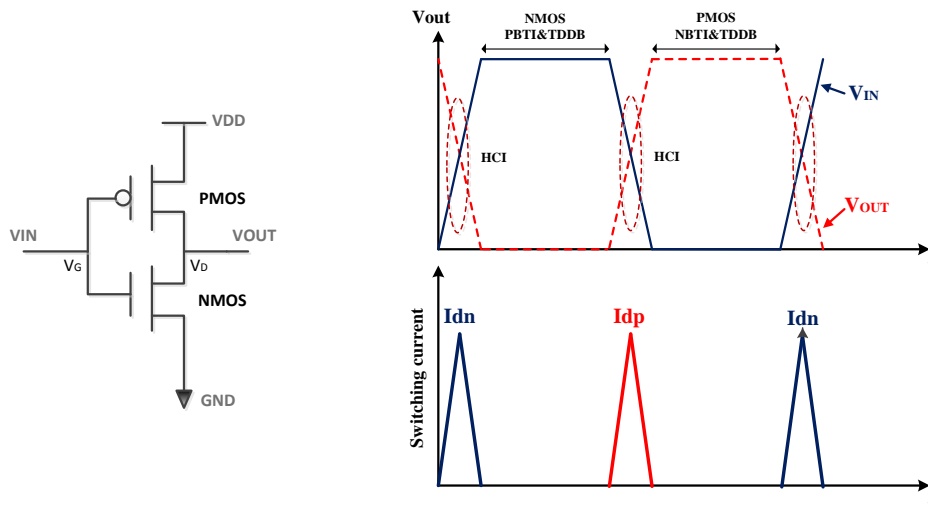 VDD
PMOS
VIN
VOUT
VG
VD
NMOS
GND
Vout
NMOS
PBTI&TDDB
PMOS
NBTI&TDDB
VIN
HCI
HCI
VOUT
Switching current
Idn
Idp
Idn